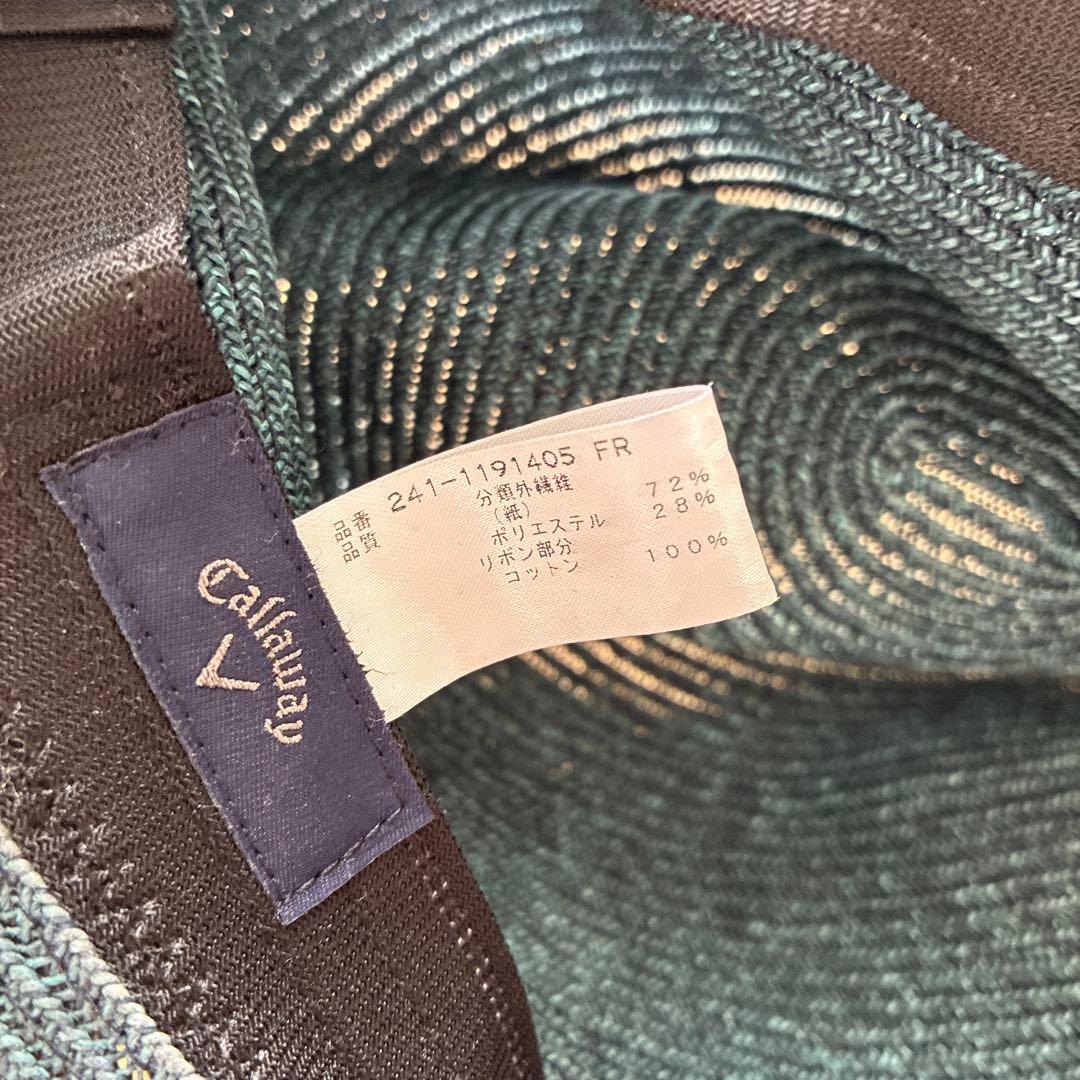 品番 241-1191405 FR
品質 分類外繊維 72%
(紙)
ポリエステル 28%
リボン部分
コットン 100%
Callaway